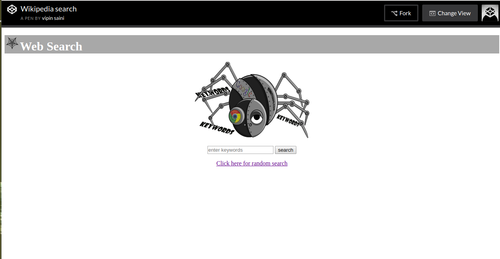 Wikipedia search
A PEN BY vipin saini
Fork
Change View
Web Search
KEYWORDS
KEYWORDS
KEYWORDS
enter keywords
search
Click here for random search